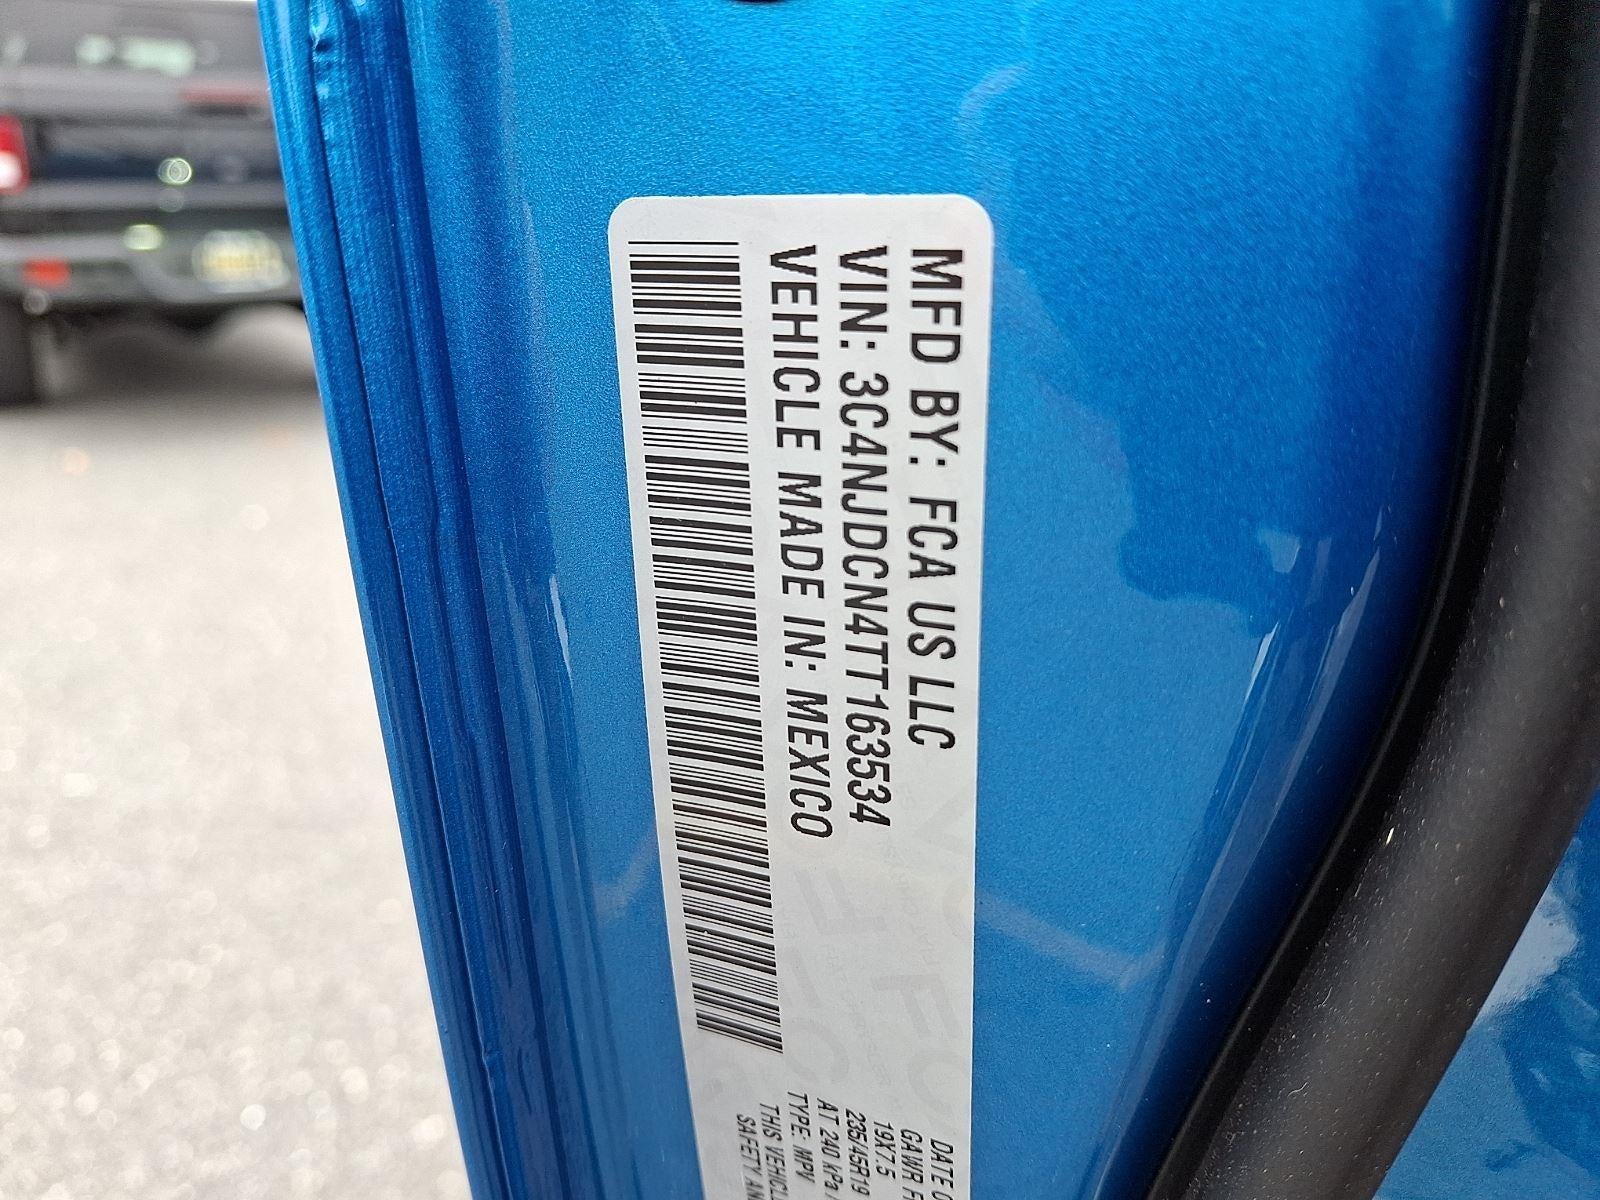 MFD BY: FCA US LLC
VIN: 3C4NJDCN4TT163534
VEHICLE MADE IN: MEXICO
DATE O
GAWR F
19X7.5
235/45R19
AT 240 kPa
TYPE: MPV
THIS VEHICL
SAFETY AN